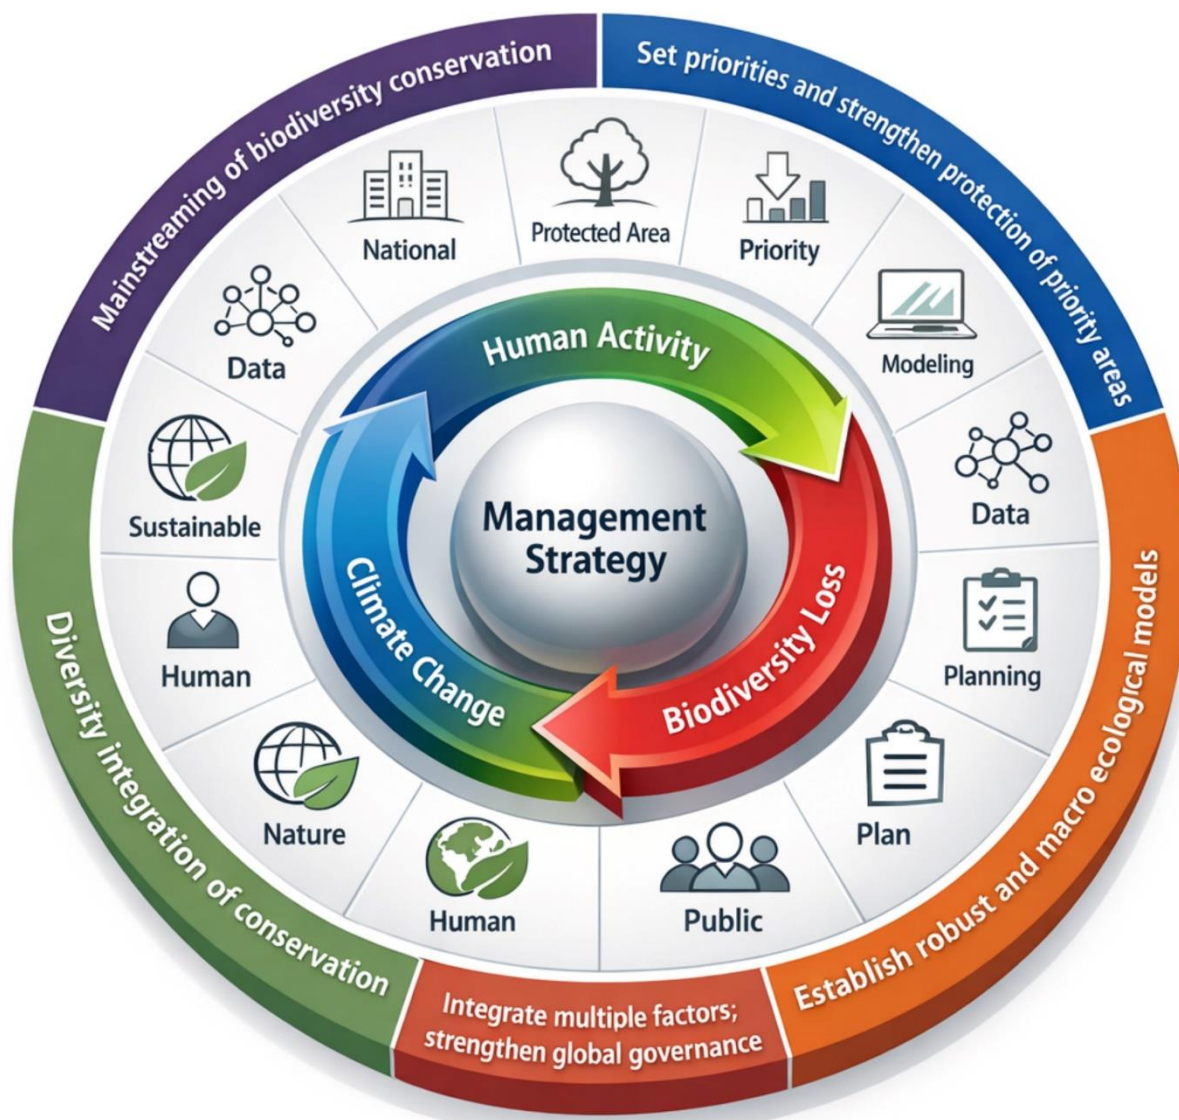 Mainstreaming of biodiversity conservation
Set priorities and strengthen protection of priority areas
Establish robust and macro ecological models
Integrate multiple factors;
strengthen global governance
Diversity integration of conservation
National
Protected Area
Priority
Modeling
Data
Planning
Plan
Public
Human
Nature
Human
Sustainable
Data
Human Activity
Biodiversity Loss
Climate Change
Management
Strategy